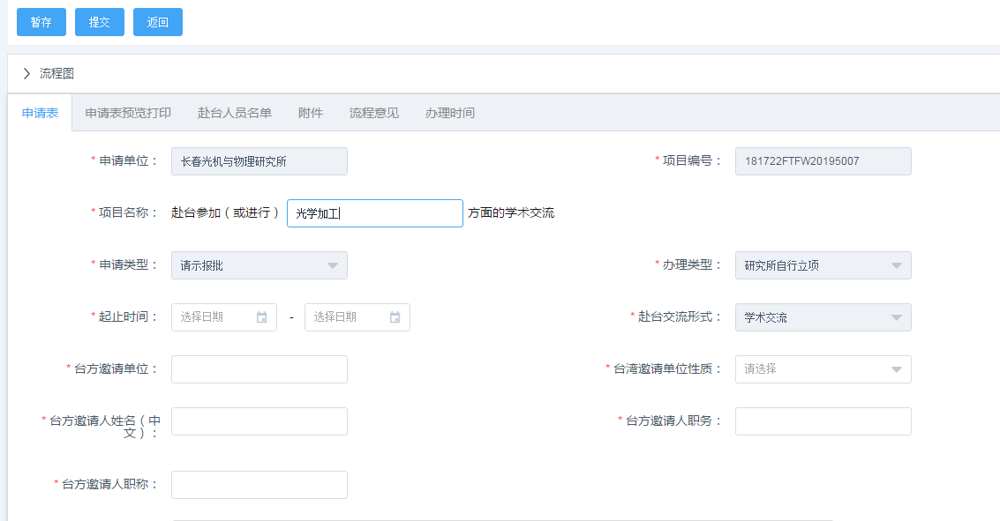 暂存 提交 返回
流程图
申请表 申请表预览打印 赴台人员名单 附件 流程意见 办理时间
* 申请单位： 长春光机与物理研究所 * 项目编号： 181722FTFW20195007
* 项目名称： 赴台参加（或进行） 光学加工 方面的学术交流
* 申请类型： 请示报批 * 办理类型： 研究所自行立项
* 起止时间： 选择日期 - 选择日期 * 赴台交流形式： 学术交流
* 台方邀请单位： * 台湾邀请单位性质： 请选择
* 台方邀请人姓名（中
文）： * 台方邀请人职务：
* 台方邀请人职称：